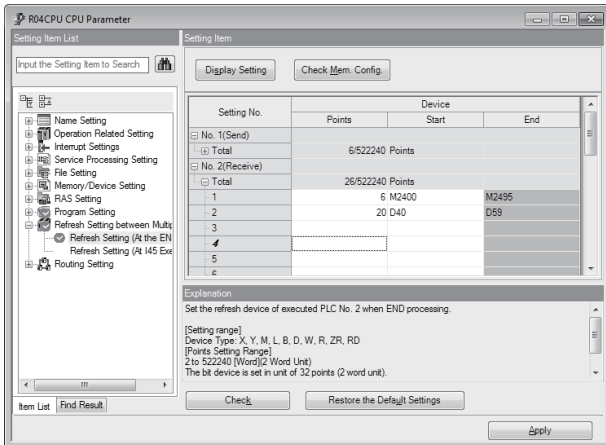 R04CPU CPU Parameter
Setting Item List
Setting Item
Input the Setting Item to Search
Display Setting
Check Mem. Config.
Name Setting
Operation Related Setting
Interrupt Settings
Service Processing Setting
File Setting
Memory/Device Setting
RAS Setting
Program Setting
Refresh Setting between Multip
Refresh Setting (At the EN
Refresh Setting (At I45 Exe
Routing Setting
Item List
Find Result
Setting No.
Device
Points
Start
End
No. 1(Send)
Total 6/522240 Points
No. 2(Receive)
Total 26/522240 Points
1 6 M2400 M2495
2 20 D40 D59
3
4
5
6
Explanation
Set the refresh device of executed PLC No. 2 when END processing.
[Setting range]
Device Type: X, Y, M, L, B, D, W, R, ZR, RD
[Points Setting Range]
2 to 522240 [Word](2 Word Unit)
The bit device is set in unit of 32 points (2 word unit).
Check
Restore the Default Settings
Apply